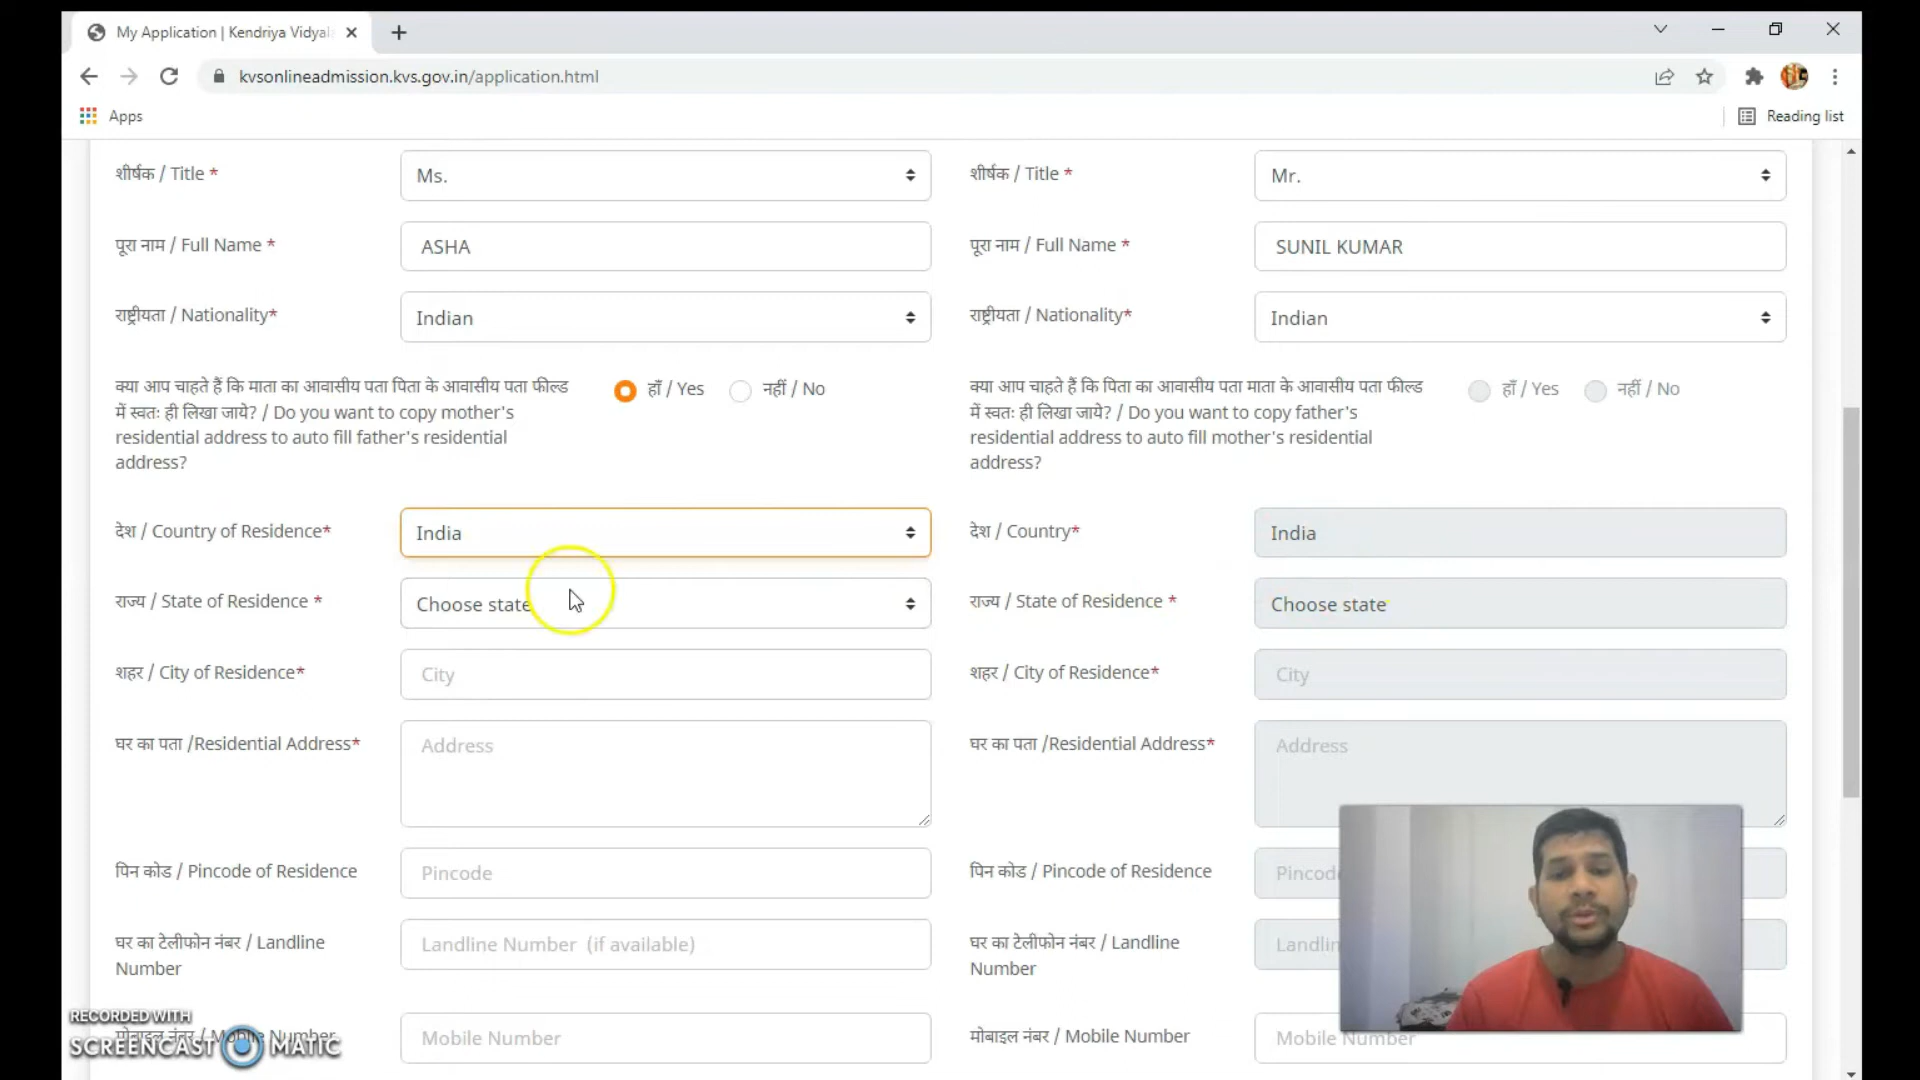 My Application | Kendriya Vidyal
kvsonlineadmission.kvs.gov.in/application.html
Apps
Reading list
शीर्षक / Title *
Ms.
शीर्षक / Title *
Mr.
पूरा नाम / Full Name *
ASHA
पूरा नाम / Full Name *
SUNIL KUMAR
राष्ट्रीयता / Nationality*
Indian
राष्ट्रीयता / Nationality*
Indian
क्या आप चाहते हैं कि माता का आवासीय पता पिता के आवासीय पता फील्ड
में स्वतः ही लिखा जाये? / Do you want to copy mother's
residential address to auto fill father's residential
address?
हाँ / Yes
नहीं / No
क्या आप चाहते हैं कि पिता का आवासीय पता माता के आवासीय पता फील्ड
में स्वतः ही लिखा जाये? / Do you want to copy father's
residential address to auto fill mother's residential
address?
हाँ / Yes
नहीं / No
देश / Country of Residence*
India
देश / Country*
India
राज्य / State of Residence *
Choose state
राज्य / State of Residence *
Choose state
शहर / City of Residence*
City
शहर / City of Residence*
City
घर का पता /Residential Address*
Address
घर का पता /Residential Address*
Address
पिन कोड / Pincode of Residence
Pincode
पिन कोड / Pincode of Residence
Pincod
घर का टेलीफोन नंबर / Landline
Number
Landline Number (if available)
घर का टेलीफोन नंबर / Landline
Number
Landlin
मोबाइल नंबर / Mobile Number
Mobile Number
मोबाइल नंबर / Mobile Number
Mobile Number
RECORDED WITH
SCREENCAST MATIC